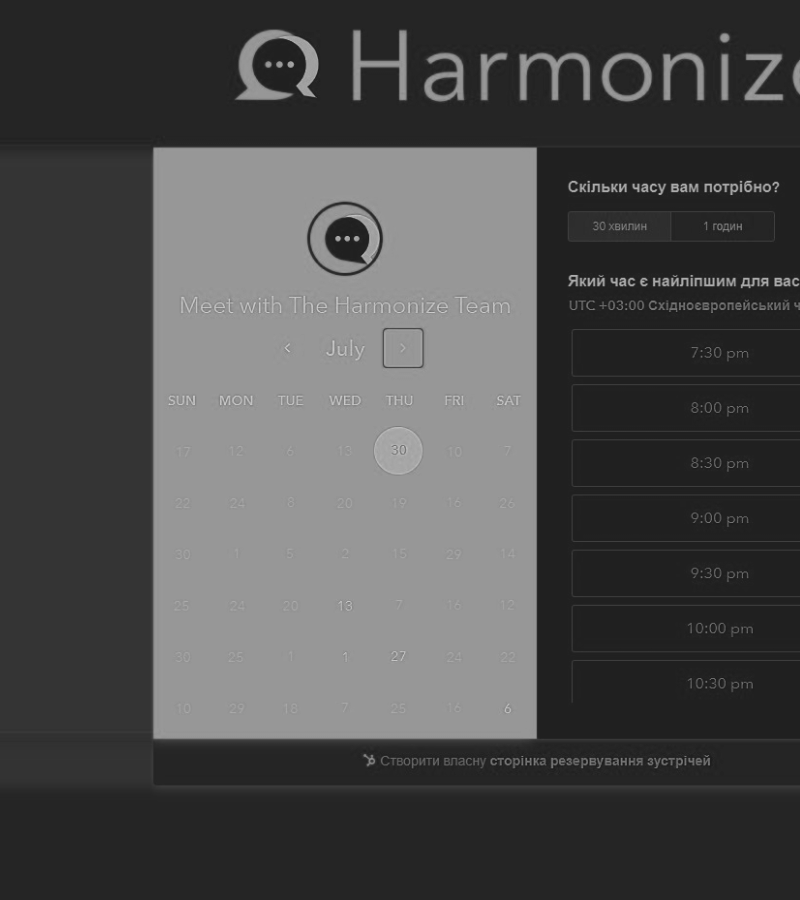 Harmonize
Meet with The Harmonize Team
July
SUN MON TUE WED THU FRI SAT
17 12 6 13 30 10 7
22 24 8 20 19 16 26
30 1 5 2 15 29 14
25 24 20 13 7 16 12
30 25 1 1 27 24 22
10 29 18 7 25 16 6
Скільки часу вам потрібно?
30 хвилин 1 годин
Який час є найліпшим для вас
UTC +03:00 Східноєвропейський ч
7:30 pm
8:00 pm
8:30 pm
9:00 pm
9:30 pm
10:00 pm
10:30 pm
Створити власну сторінка резервування зустрічей